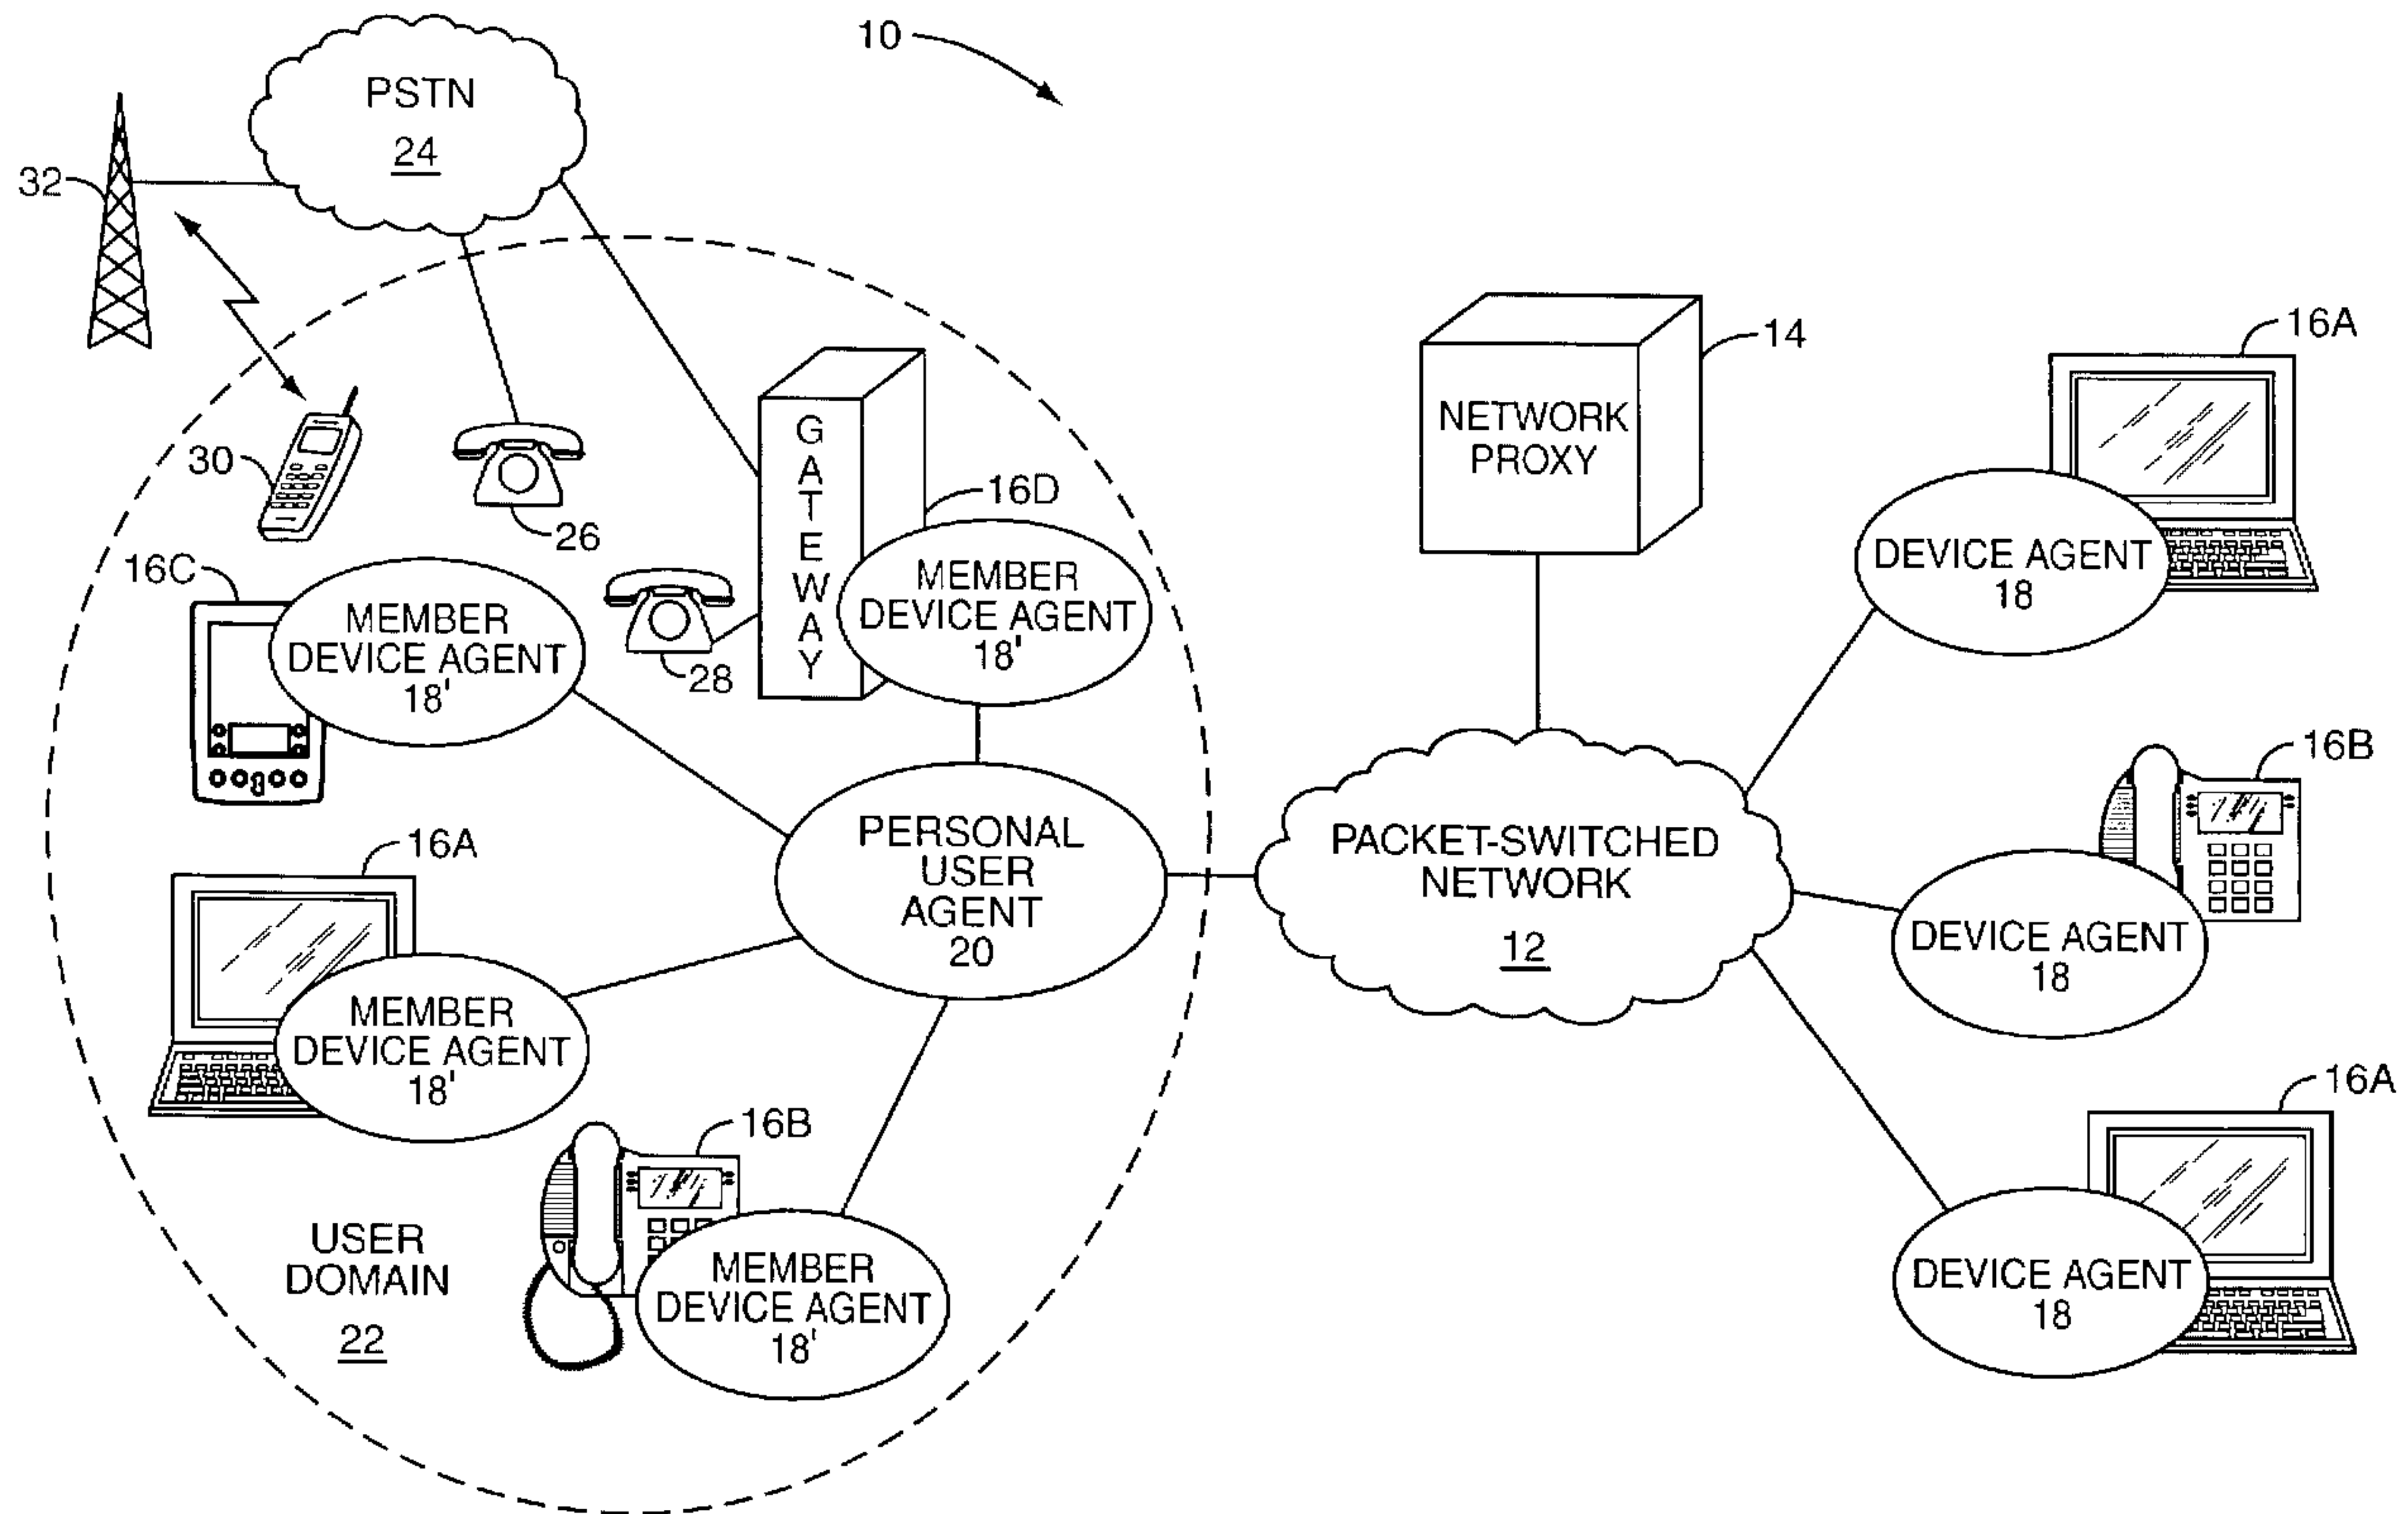 10
PSTN
24
32
14
16A
NETWORK
PROXY
GATEWAY
30
26
16D
DEVICE AGENT
18
16C
MEMBER
DEVICE AGENT
18'
MEMBER
DEVICE AGENT
18'
28
16B
PERSONAL
USER
AGENT
20
PACKET-SWITCHED
NETWORK
12
16A
DEVICE AGENT
18
MEMBER
DEVICE AGENT
18'
16A
16B
USER
DOMAIN
22
MEMBER
DEVICE AGENT
18'
DEVICE AGENT
18